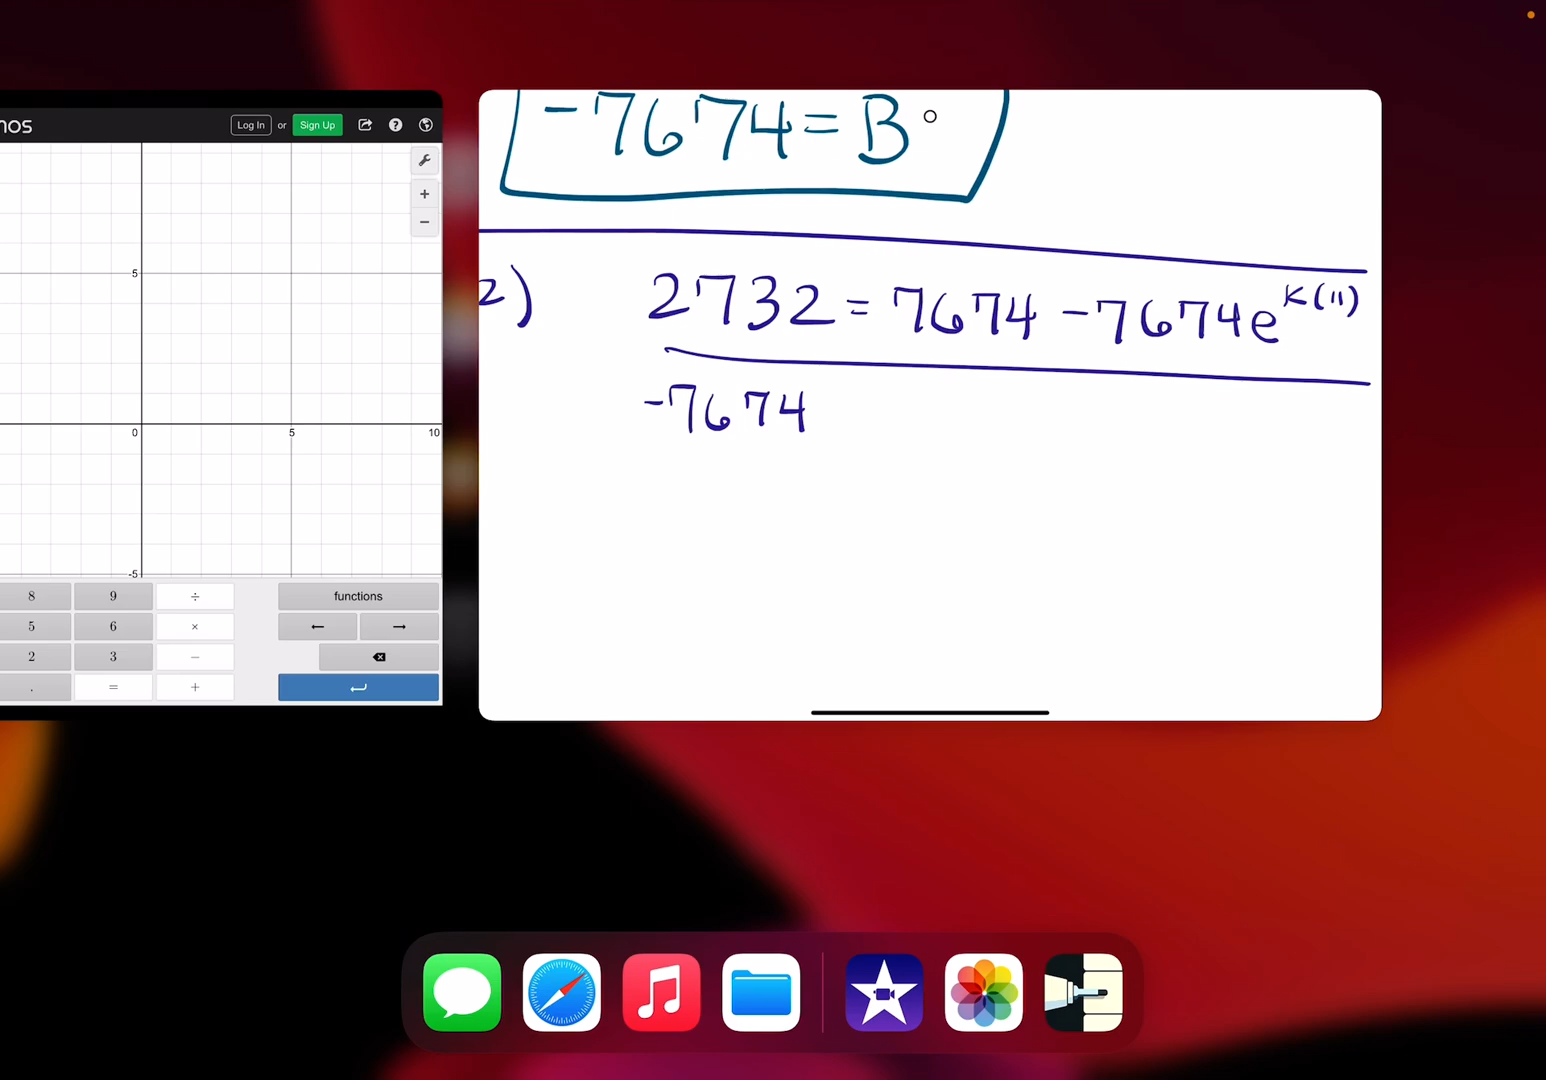 mos
Log In or Sign Up
-7674 = B
2) 2732 = 7674 - 7674e^{k(11)}
-7674
5
0 5 10
-5
8 9 ÷ functions
5 6 × ← →
2 3 −
. = +